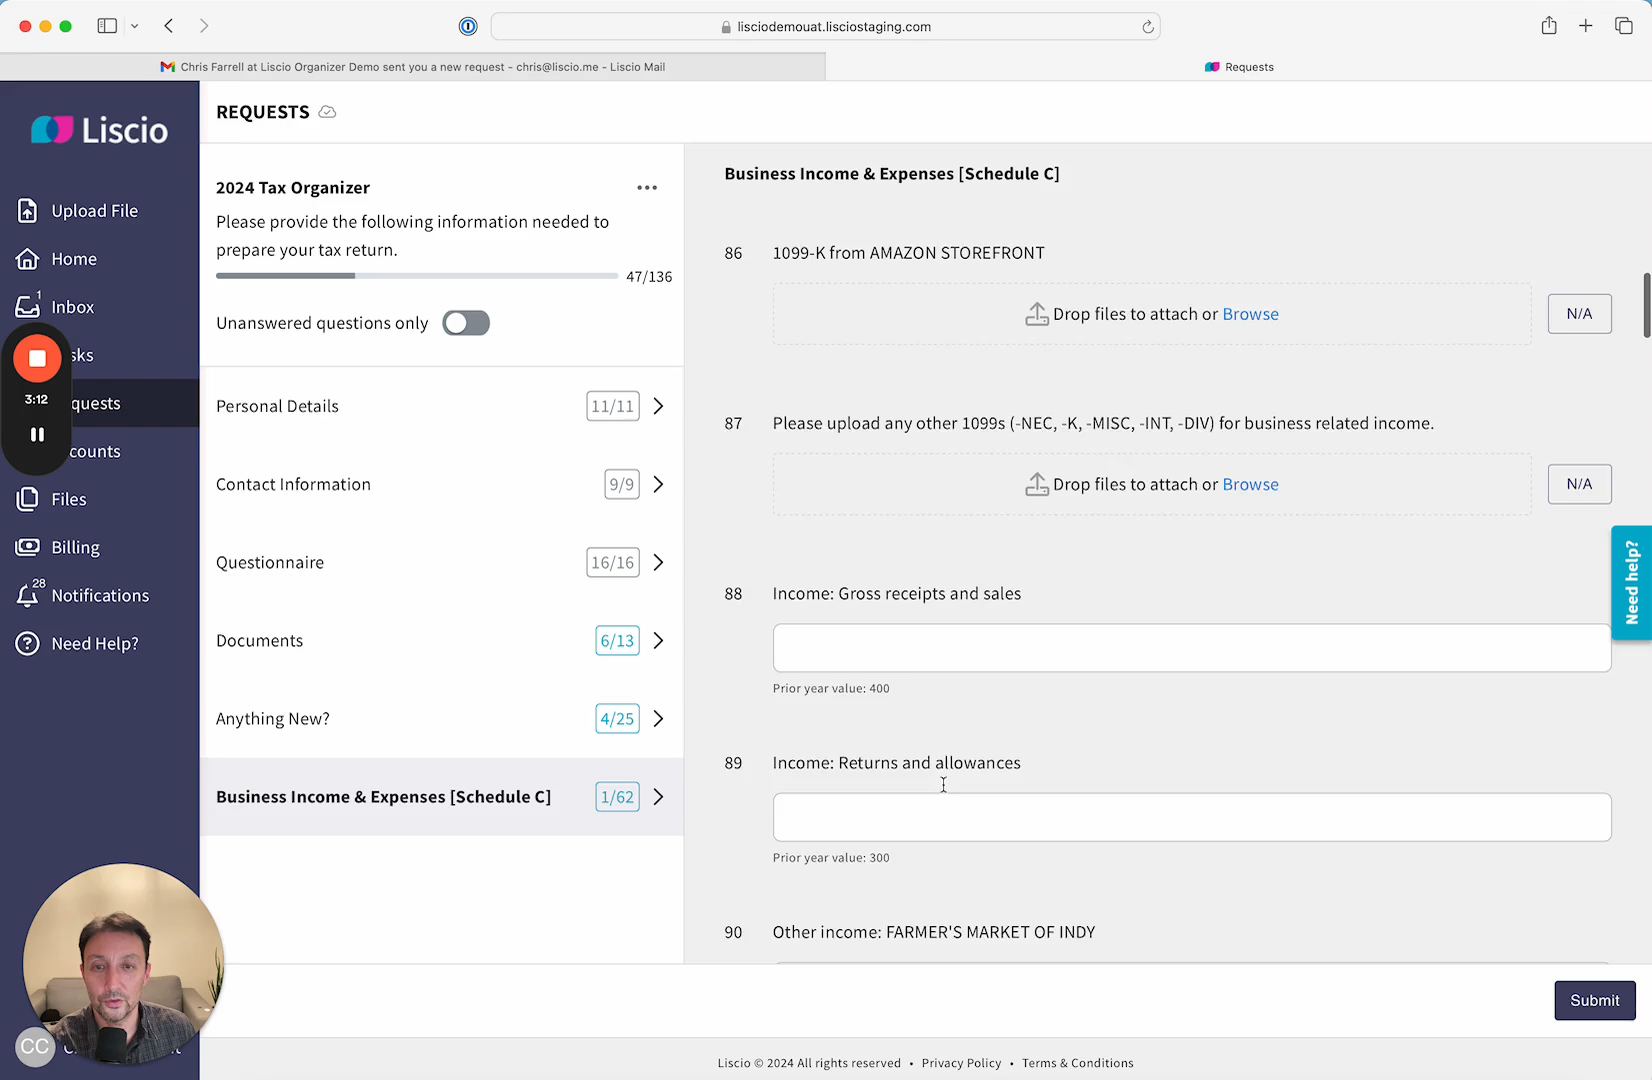 lisciodemouat.lisciostaging.com
Chris Farrell at Liscio Organizer Demo sent you a new request - chris@liscio.me - Liscio Mail
Requests
Liscio
Upload File
Home
1
Inbox
sks
quests
counts
Files
Billing
28
Notifications
Need Help?
3:12
CC
REQUESTS
2024 Tax Organizer
Please provide the following information needed to
prepare your tax return.
47/136
Unanswered questions only
Personal Details 11/11
Contact Information 9/9
Questionnaire 16/16
Documents 6/13
Anything New? 4/25
Business Income & Expenses [Schedule C] 1/62
Business Income & Expenses [Schedule C]
86 1099-K from AMAZON STOREFRONT
Drop files to attach or Browse
N/A
87 Please upload any other 1099s (-NEC, -K, -MISC, -INT, -DIV) for business related income.
Drop files to attach or Browse
N/A
88 Income: Gross receipts and sales
Prior year value: 400
89 Income: Returns and allowances
Prior year value: 300
90 Other income: FARMER'S MARKET OF INDY
Need help?
Submit
Liscio © 2024 All rights reserved • Privacy Policy • Terms & Conditions